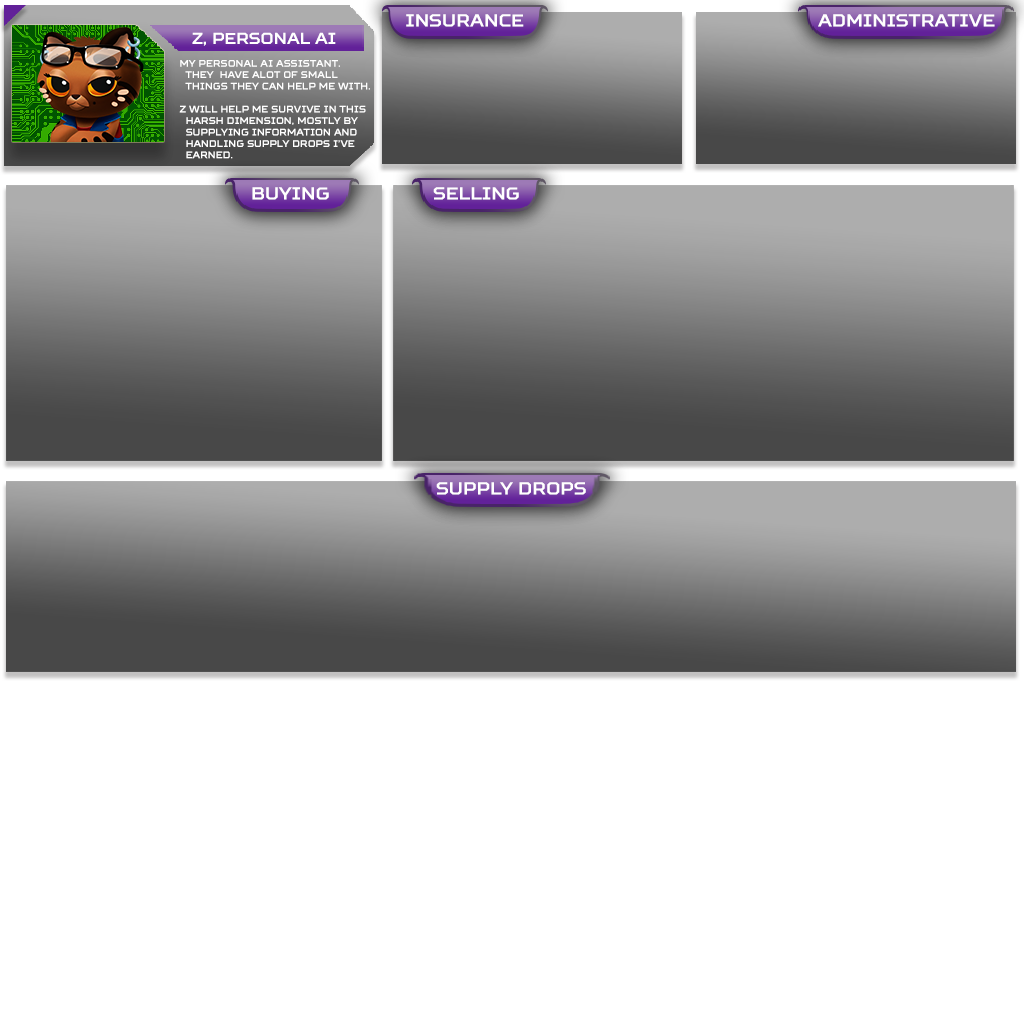 Z, PERSONAL AI
MY PERSONAL AI ASSISTANT.
THEY HAVE ALOT OF SMALL
THINGS THEY CAN HELP ME WITH.
Z WILL HELP ME SURVIVE IN THIS
HARSH DIMENSION, MOSTLY BY
SUPPLYING INFORMATION AND
HANDLING SUPPLY DROPS I'VE
EARNED.
INSURANCE
ADMINISTRATIVE
BUYING
SELLING
SUPPLY DROPS